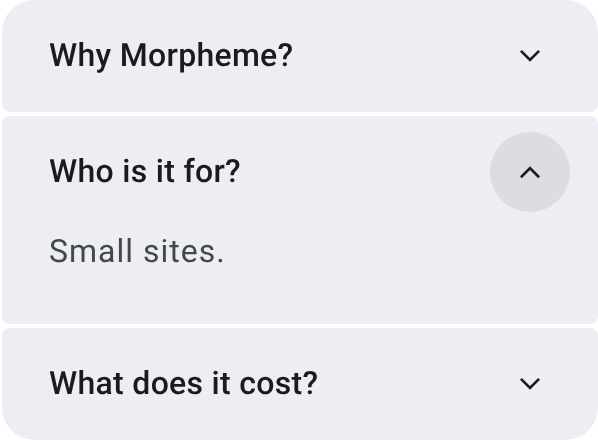 Why Morpheme?
Who is it for?
Small sites.
What does it cost?